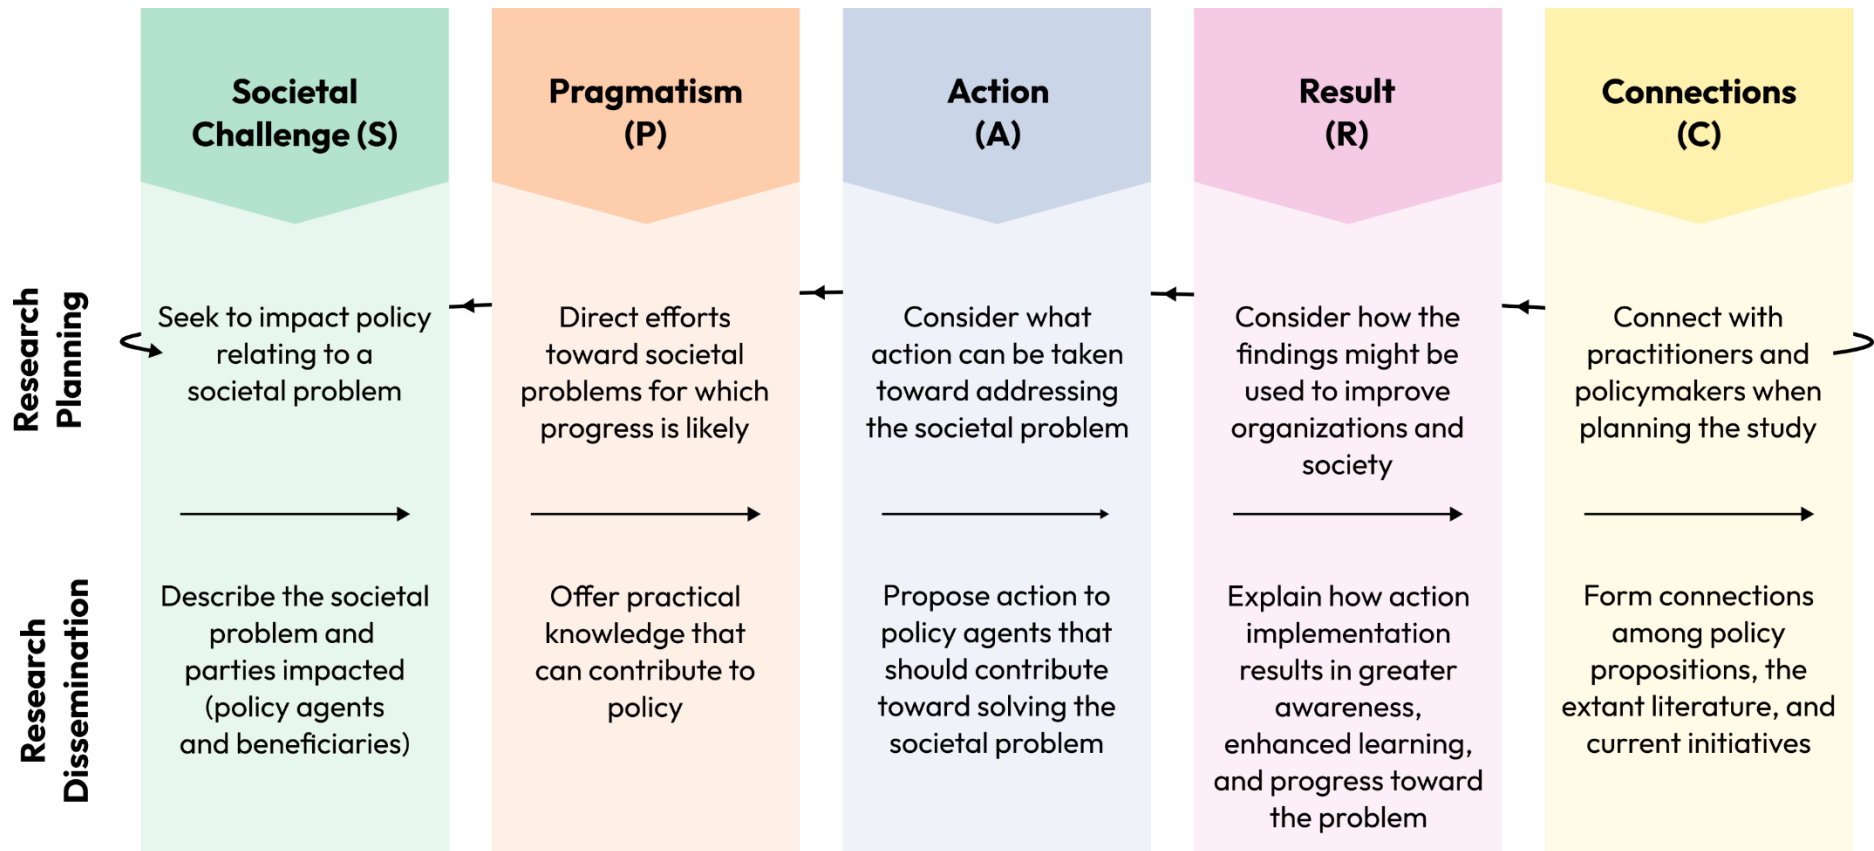 Societal
Challenge (S)
Pragmatism
(P)
Action
(A)
Result
(R)
Connections
(C)
Research
Planning
Seek to impact policy
relating to a
societal problem
Direct efforts
toward societal
problems for which
progress is likely
Consider what
action can be taken
toward addressing
the societal problem
Consider how the
findings might be
used to improve
organizations and
society
Connect with
practitioners and
policymakers when
planning the study
Research
Dissemination
Describe the societal
problem and
parties impacted
(policy agents
and beneficiaries)
Offer practical
knowledge that
can contribute to
policy
Propose action to
policy agents that
should contribute
toward solving the
societal problem
Explain how action
implementation
results in greater
awareness,
enhanced learning,
and progress toward
the problem
Form connections
among policy
propositions, the
extant literature, and
current initiatives